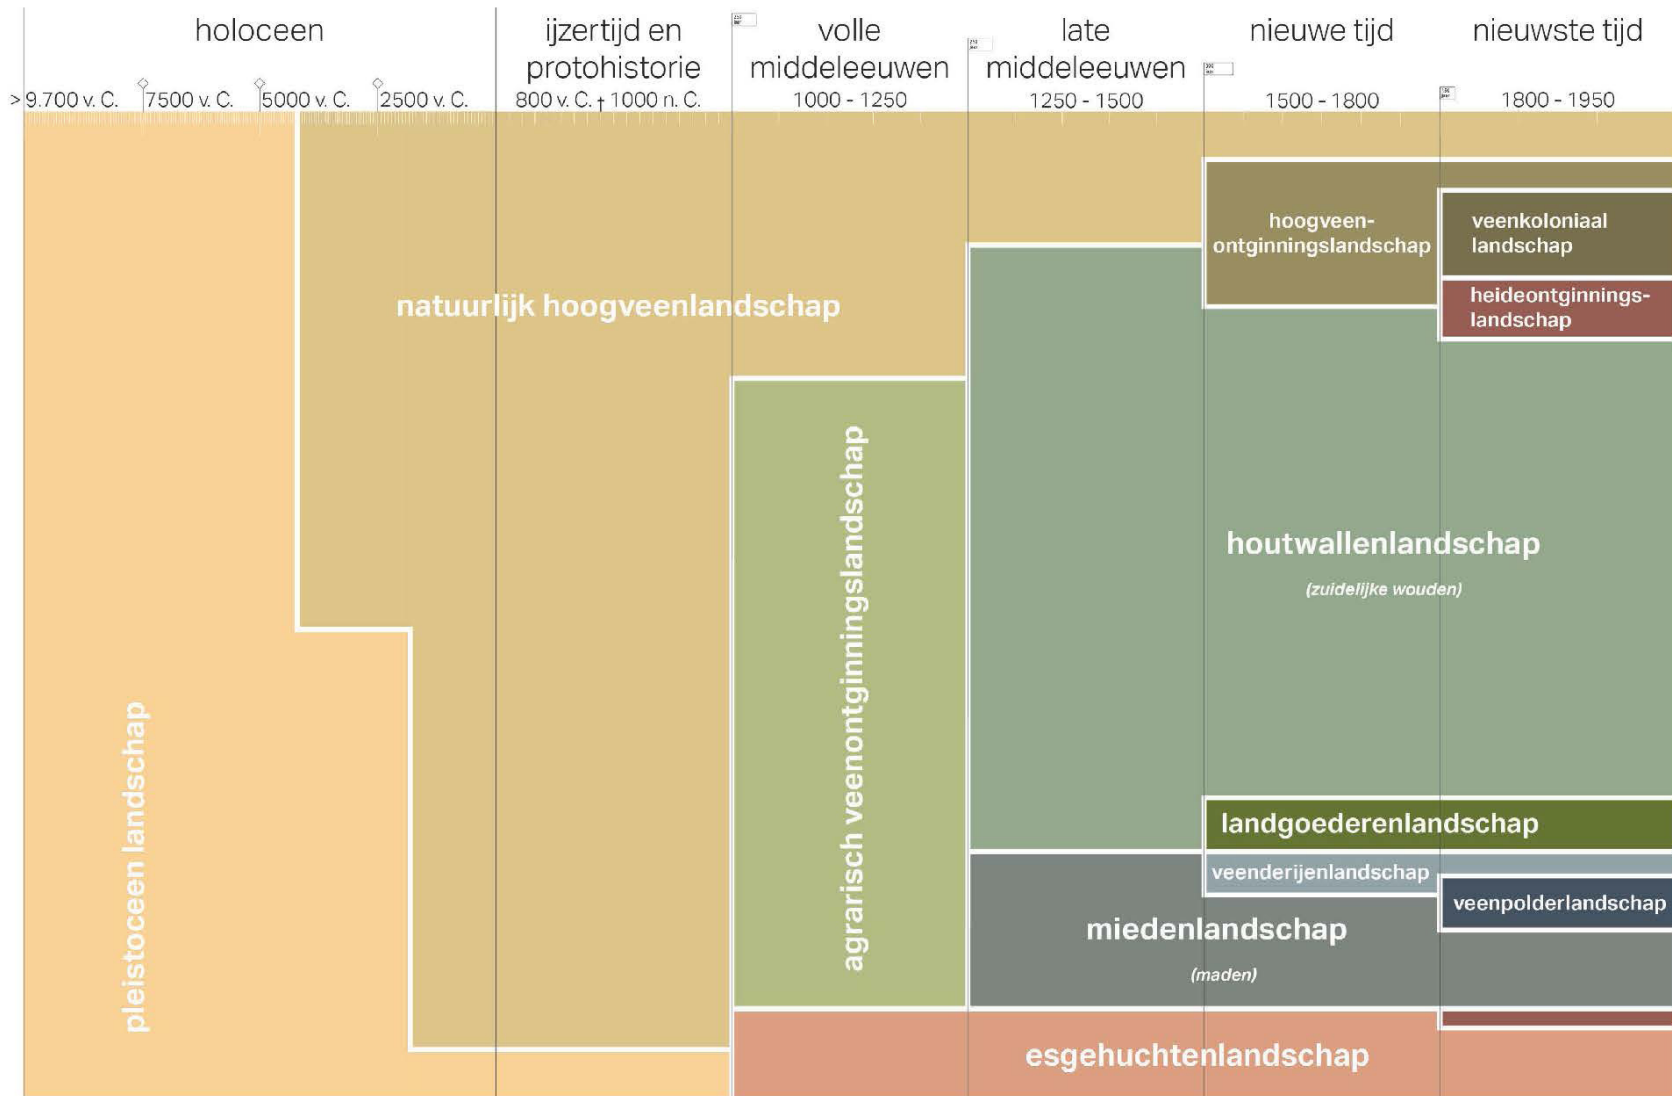 holoceen
ijzertijd en
protohistorie
volle
middeleeuwen
late
middeleeuwen
nieuwe tijd
nieuwste tijd
> 9.700 v. C.
7500 v. C.
5000 v. C.
2500 v. C.
800 v. C. † 1000 n. C.
1000 - 1250
1250 - 1500
1500 - 1800
1800 - 1950
pleistoceen landschap
natuurlijk hoogveenlandschap
agrarisch veenontginningslandschap
hoogveen-
ontginningslandschap
veenkoloniaal
landschap
heideontginnings-
landschap
houtwallenlandschap
(zuidelijke wouden)
landgoederenlandschap
veenderijenlandschap
veenpolderlandschap
miedenlandschap
(maden)
esgehuchtenlandschap